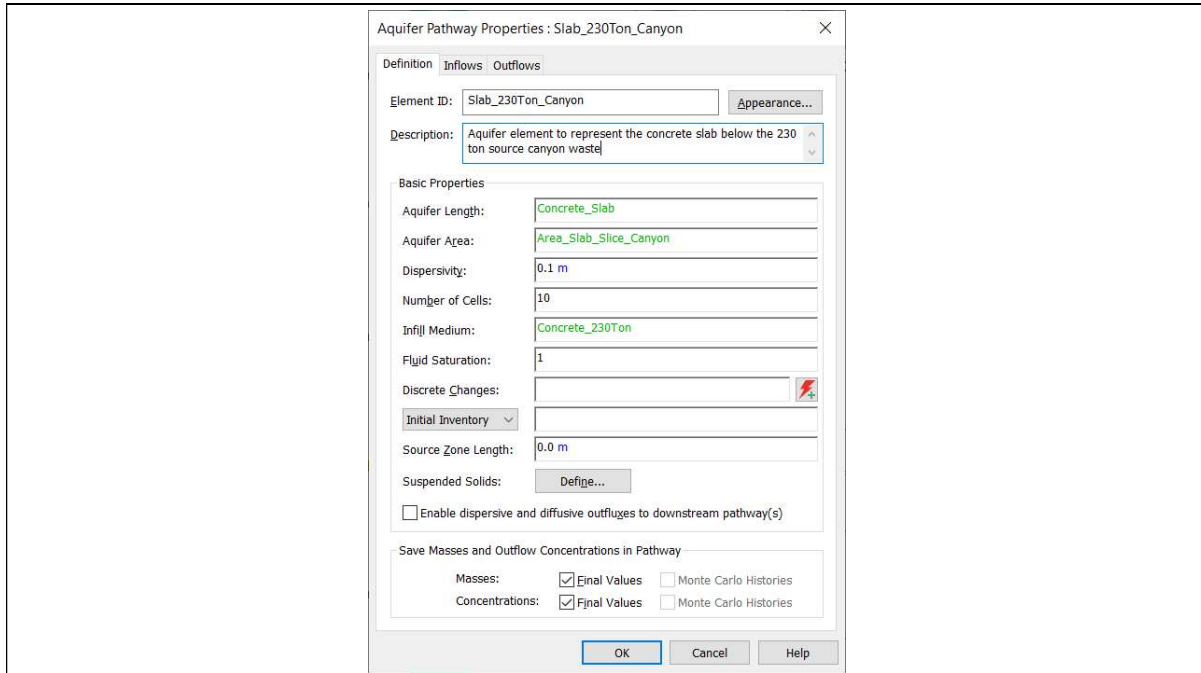 Aquifer Pathway Properties : Slab_230Ton_Canyon
Definition Inflows Outflows
Element ID: Slab_230Ton_Canyon Appearance...
Description: Aquifer element to represent the concrete slab below the 230
ton source canyon waste
Basic Properties
Aquifer Length: Concrete_Slab
Aquifer Area: Area_Slab_Slice_Canyon
Dispersivity: 0.1 m
Number of Cells: 10
Infill Medium: Concrete_230Ton
Fluid Saturation: 1
Discrete Changes:
Initial Inventory
Source Zone Length: 0.0 m
Suspended Solids: Define...
Enable dispersive and diffusive outfluxes to downstream pathway(s)
Save Masses and Outflow Concentrations in Pathway
Masses: Final Values Monte Carlo Histories
Concentrations: Final Values Monte Carlo Histories
OK Cancel Help